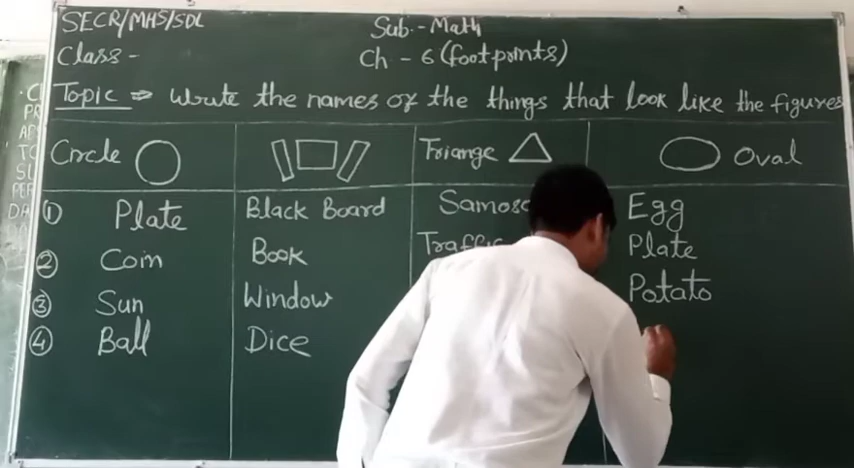 SECR/MHS/SDL
Sub.-Math
Class-
Ch - 6 (footprints)
Topic ⇒ Write the names of the things that look like the figures
Circle
Triange
Oval
① Plate
Black Board
Samosa
Egg
② Coin
Book
Traffic
Plate
③ Sun
Window
Potato
④ Ball
Dice